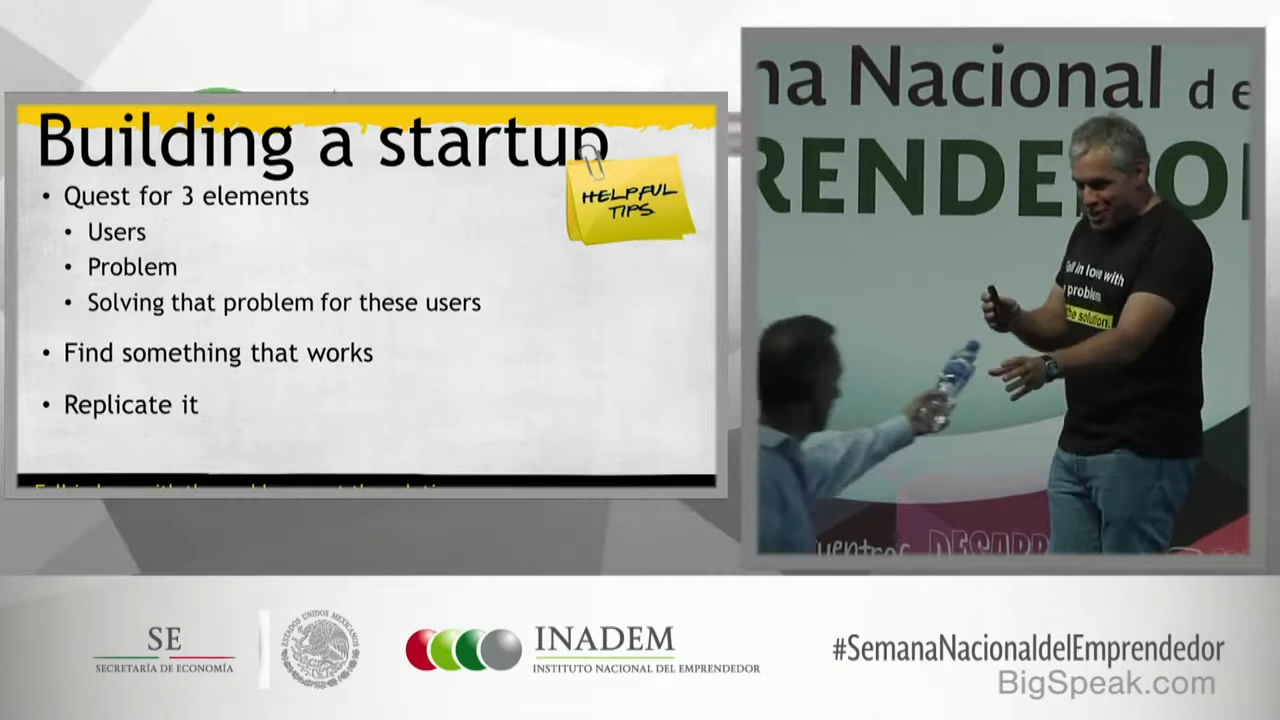 Building a startup
• Quest for 3 elements
• Users
• Problem
• Solving that problem for these users
• Find something that works
• Replicate it
HELPFUL
TIPS
na Nacional de
RENDEDO
in love with
problem
the solution.
DESARR
SE
SECRETARÍA DE ECONOMÍA
ESTADOS UNIDOS MEXICANOS
INADEM
INSTITUTO NACIONAL DEL EMPRENDEDOR
#SemanaNacionaldelEmprendedor
BigSpeak.com